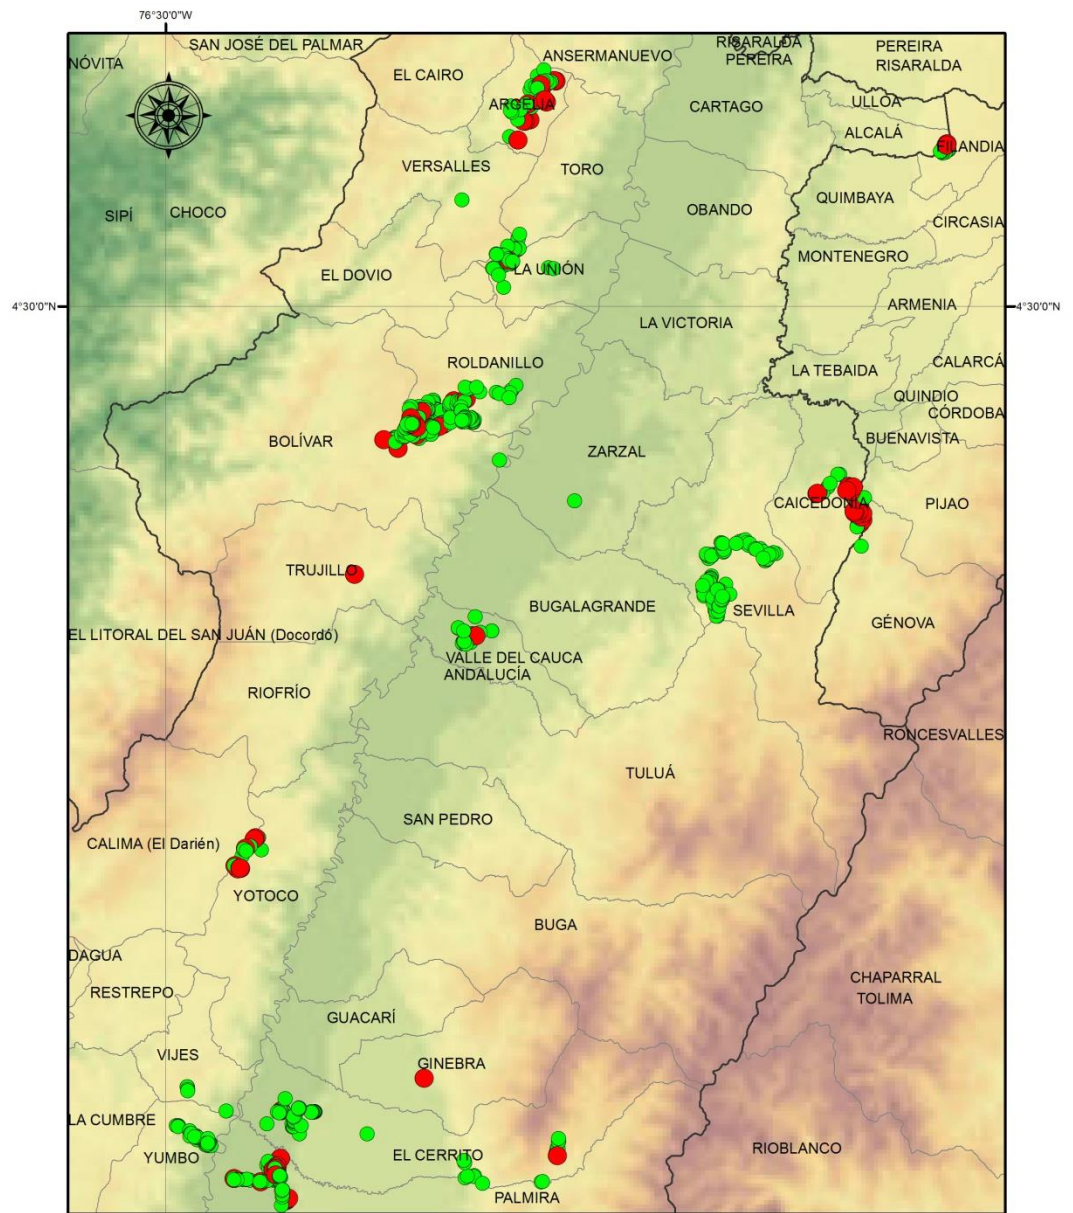 76°30'0"W
SAN JOSÉ DEL PALMAR
ANSERMANUEVO
RISARALDA
PEREIRA
PEREIRA
RISARALDA
NÓVITA
EL CAIRO
ARGELIA
CARTAGO
ULLOA
ALCALÁ
FILANDIA
VERSALLES
TORO
SIPÍ
CHOCO
OBANDO
QUIMBAYA
CIRCASIA
EL DOVIO
LA UNIÓN
MONTENEGRO
4°30'0"N
4°30'0"N
ARMENIA
LA VICTORIA
ROLDANILLO
LA TEBAIDA
CALARCÁ
QUINDIO
CÓRDOBA
BOLÍVAR
ZARZAL
BUENAVISTA
CAICEDONIA
PIJAO
TRUJILLO
BUGALAGRANDE
SEVILLA
GÉNOVA
EL LITORAL DEL SAN JUÁN (Docordó)
VALLE DEL CAUCA
ANDALUCÍA
RIOFRÍO
RONCESVALLES
TULUÁ
SAN PEDRO
CALIMA (El Darién)
YOTOCO
BUGA
DAGUA
RESTREPO
CHAPARRAL
TOLIMA
GUACARÍ
VIJES
GINEBRA
LA CUMBRE
YUMBO
EL CERRITO
RIOBLANCO
PALMIRA